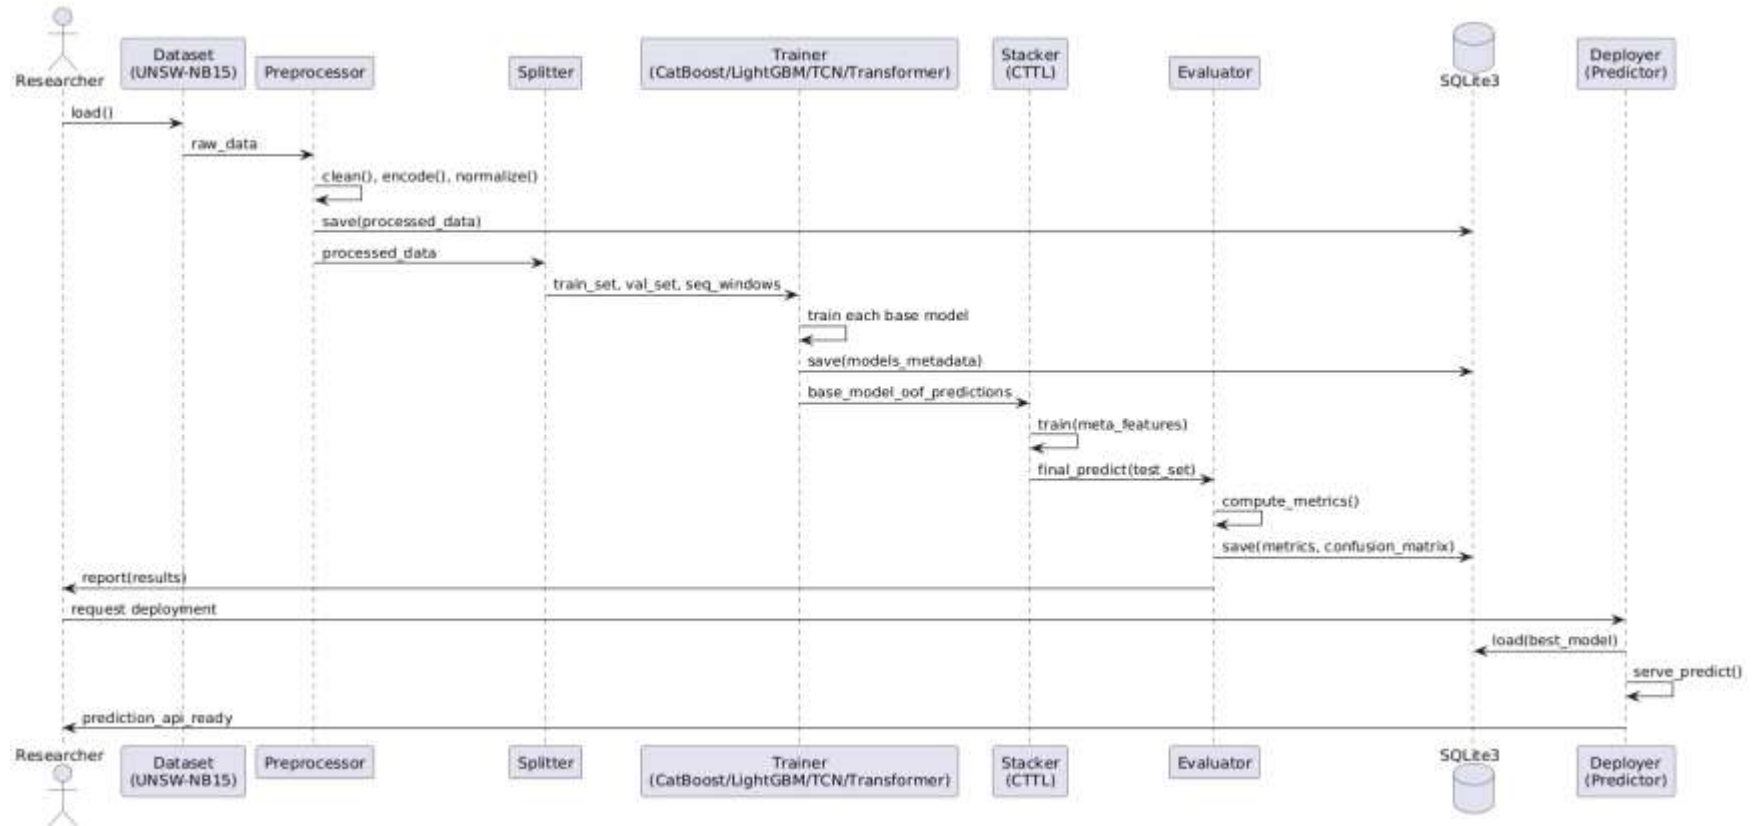 Researcher
Dataset
(UNSW-NB15)
Preprocessor
Splitter
Trainer
(CatBoost/LightGBM/TCN/Transformer)
Stacker
(CTTL)
Evaluator
SQLite3
Deployer
(Predictor)
load()
raw_data
clean(), encode(), normalize()
save(processed_data)
processed_data
train_set, val_set, seq_windows
train each base model
save(models_metadata)
base_model_oof_predictions
train(meta_features)
final_predict(test_set)
compute_metrics()
save(metrics, confusion_matrix)
report(results)
request deployment
load(best_model)
serve_predict()
prediction_api_ready
Researcher
Dataset
(UNSW-NB15)
Preprocessor
Splitter
Trainer
(CatBoost/LightGBM/TCN/Transformer)
Stacker
(CTTL)
Evaluator
SQLite3
Deployer
(Predictor)